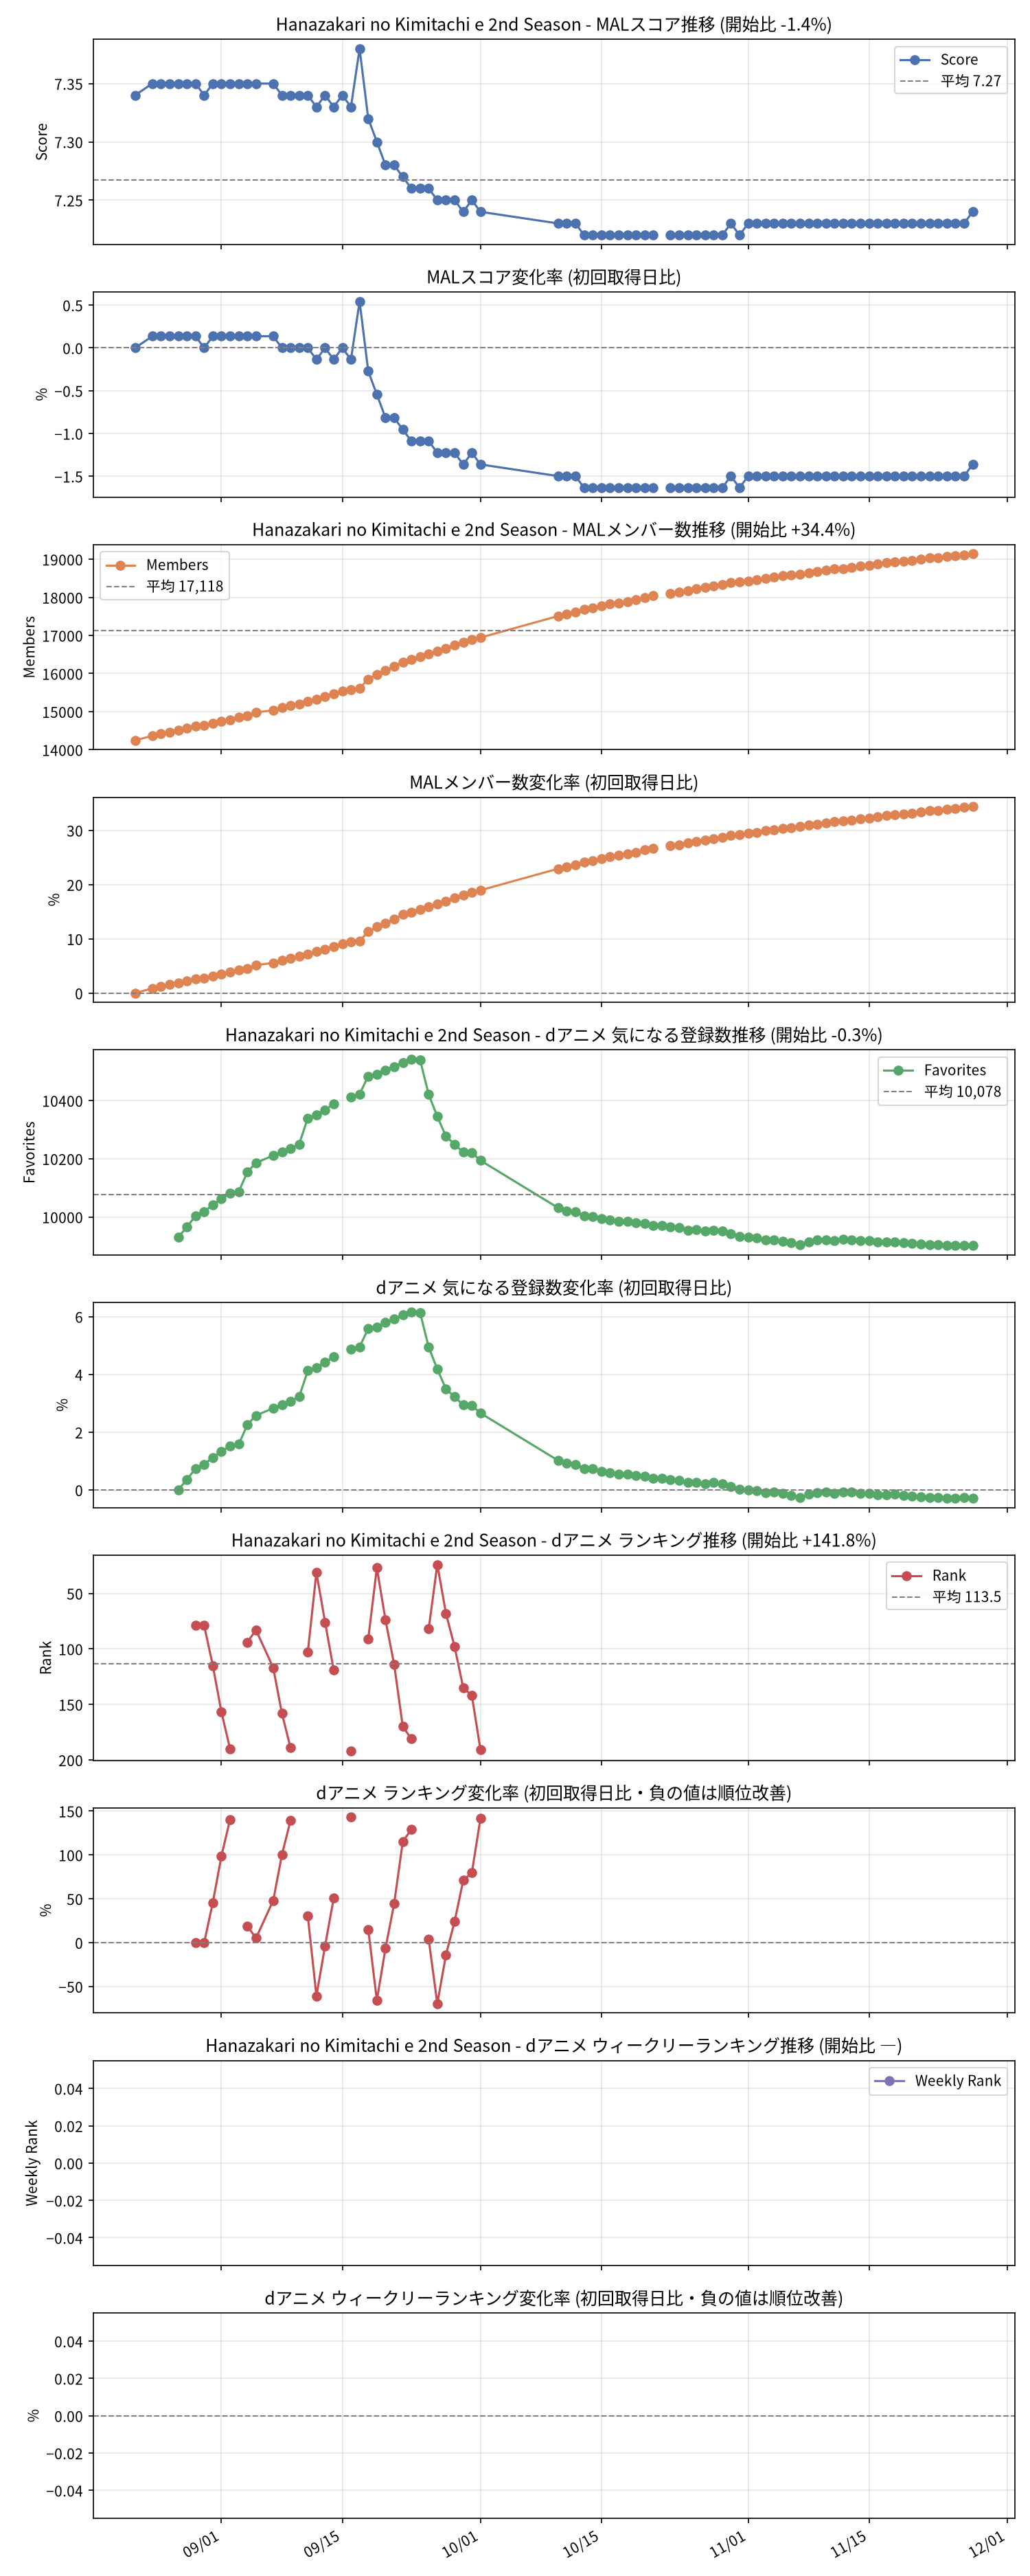 Hanazakari no Kimitachi e 2nd Season - MALスコア推移 (開始比 -1.4%)
Score
7.35
7.30
7.25
Score
平均 7.27
MALスコア変化率 (初回取得日比)
%
0.5
0.0
−0.5
−1.0
−1.5
Hanazakari no Kimitachi e 2nd Season - MALメンバー数推移 (開始比 +34.4%)
Members
19000
18000
17000
16000
15000
14000
Members
平均 17,118
MALメンバー数変化率 (初回取得日比)
%
30
20
10
0
Hanazakari no Kimitachi e 2nd Season - dアニメ 気になる登録数推移 (開始比 -0.3%)
Favorites
10400
10200
10000
Favorites
平均 10,078
dアニメ 気になる登録数変化率 (初回取得日比)
%
6
4
2
0
Hanazakari no Kimitachi e 2nd Season - dアニメ ランキング推移 (開始比 +141.8%)
Rank
50
100
150
200
Rank
平均 113.5
dアニメ ランキング変化率 (初回取得日比・負の値は順位改善)
%
150
100
50
0
−50
Hanazakari no Kimitachi e 2nd Season - dアニメ ウィークリーランキング推移 (開始比 —)
Weekly Rank
0.04
0.02
0.00
−0.02
−0.04
Weekly Rank
dアニメ ウィークリーランキング変化率 (初回取得日比・負の値は順位改善)
%
0.04
0.02
0.00
−0.02
−0.04
09/01
09/15
10/01
10/15
11/01
11/15
12/01